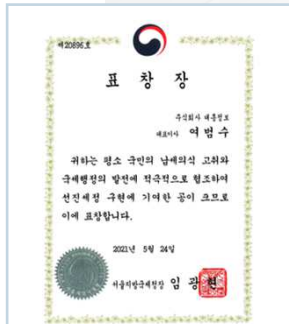 제20896호
표 창 장
주식회사 대홍정보
대표이사 여범수
귀하는 평소 국민의 납세의식 고취와
국세행정의 발전에 적극적으로 협조하여
선진세정 구현에 기여한 공이 크므로
이에 표창합니다.
2021년 5월 24일
서울지방국세청장 임 광 현